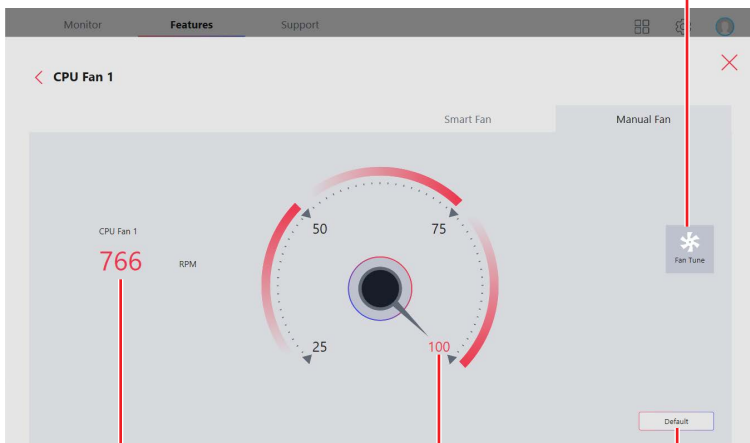 Monitor Features Support
CPU Fan 1
Smart Fan Manual Fan
50 75
CPU Fan 1
766 RPM
Fan Tune
25 100
Default